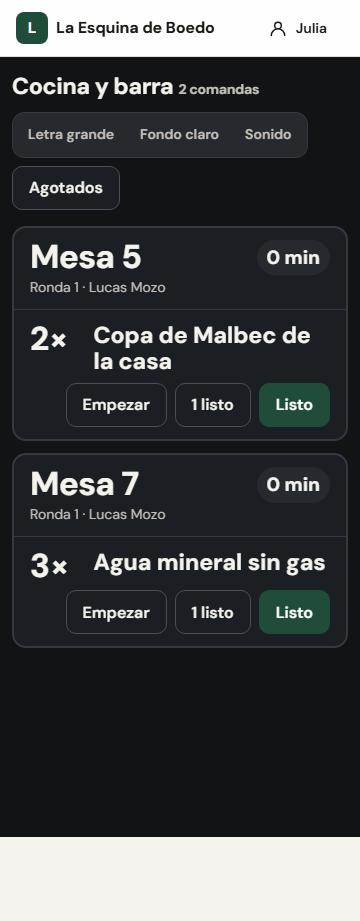 L La Esquina de Boedo Julia
Cocina y barra 2 comandas
Letra grande Fondo claro Sonido
Agotados
Mesa 5 0 min
Ronda 1 · Lucas Mozo
2× Copa de Malbec de
la casa
Empezar 1 listo Listo
Mesa 7 0 min
Ronda 1 · Lucas Mozo
3× Agua mineral sin gas
Empezar 1 listo Listo